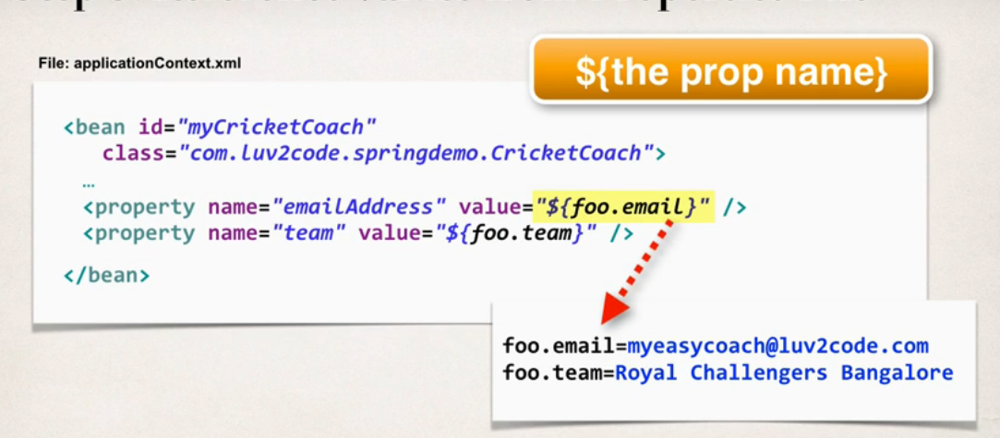 File: applicationContext.xml
${the prop name}
<bean id="myCricketCoach"
class="com.luv2code.springdemo.CricketCoach">
…
<property name="emailAddress" value="${foo.email}" />
<property name="team" value="${foo.team}" />
</bean>
foo.email=myeasycoach@luv2code.com
foo.team=Royal Challengers Bangalore